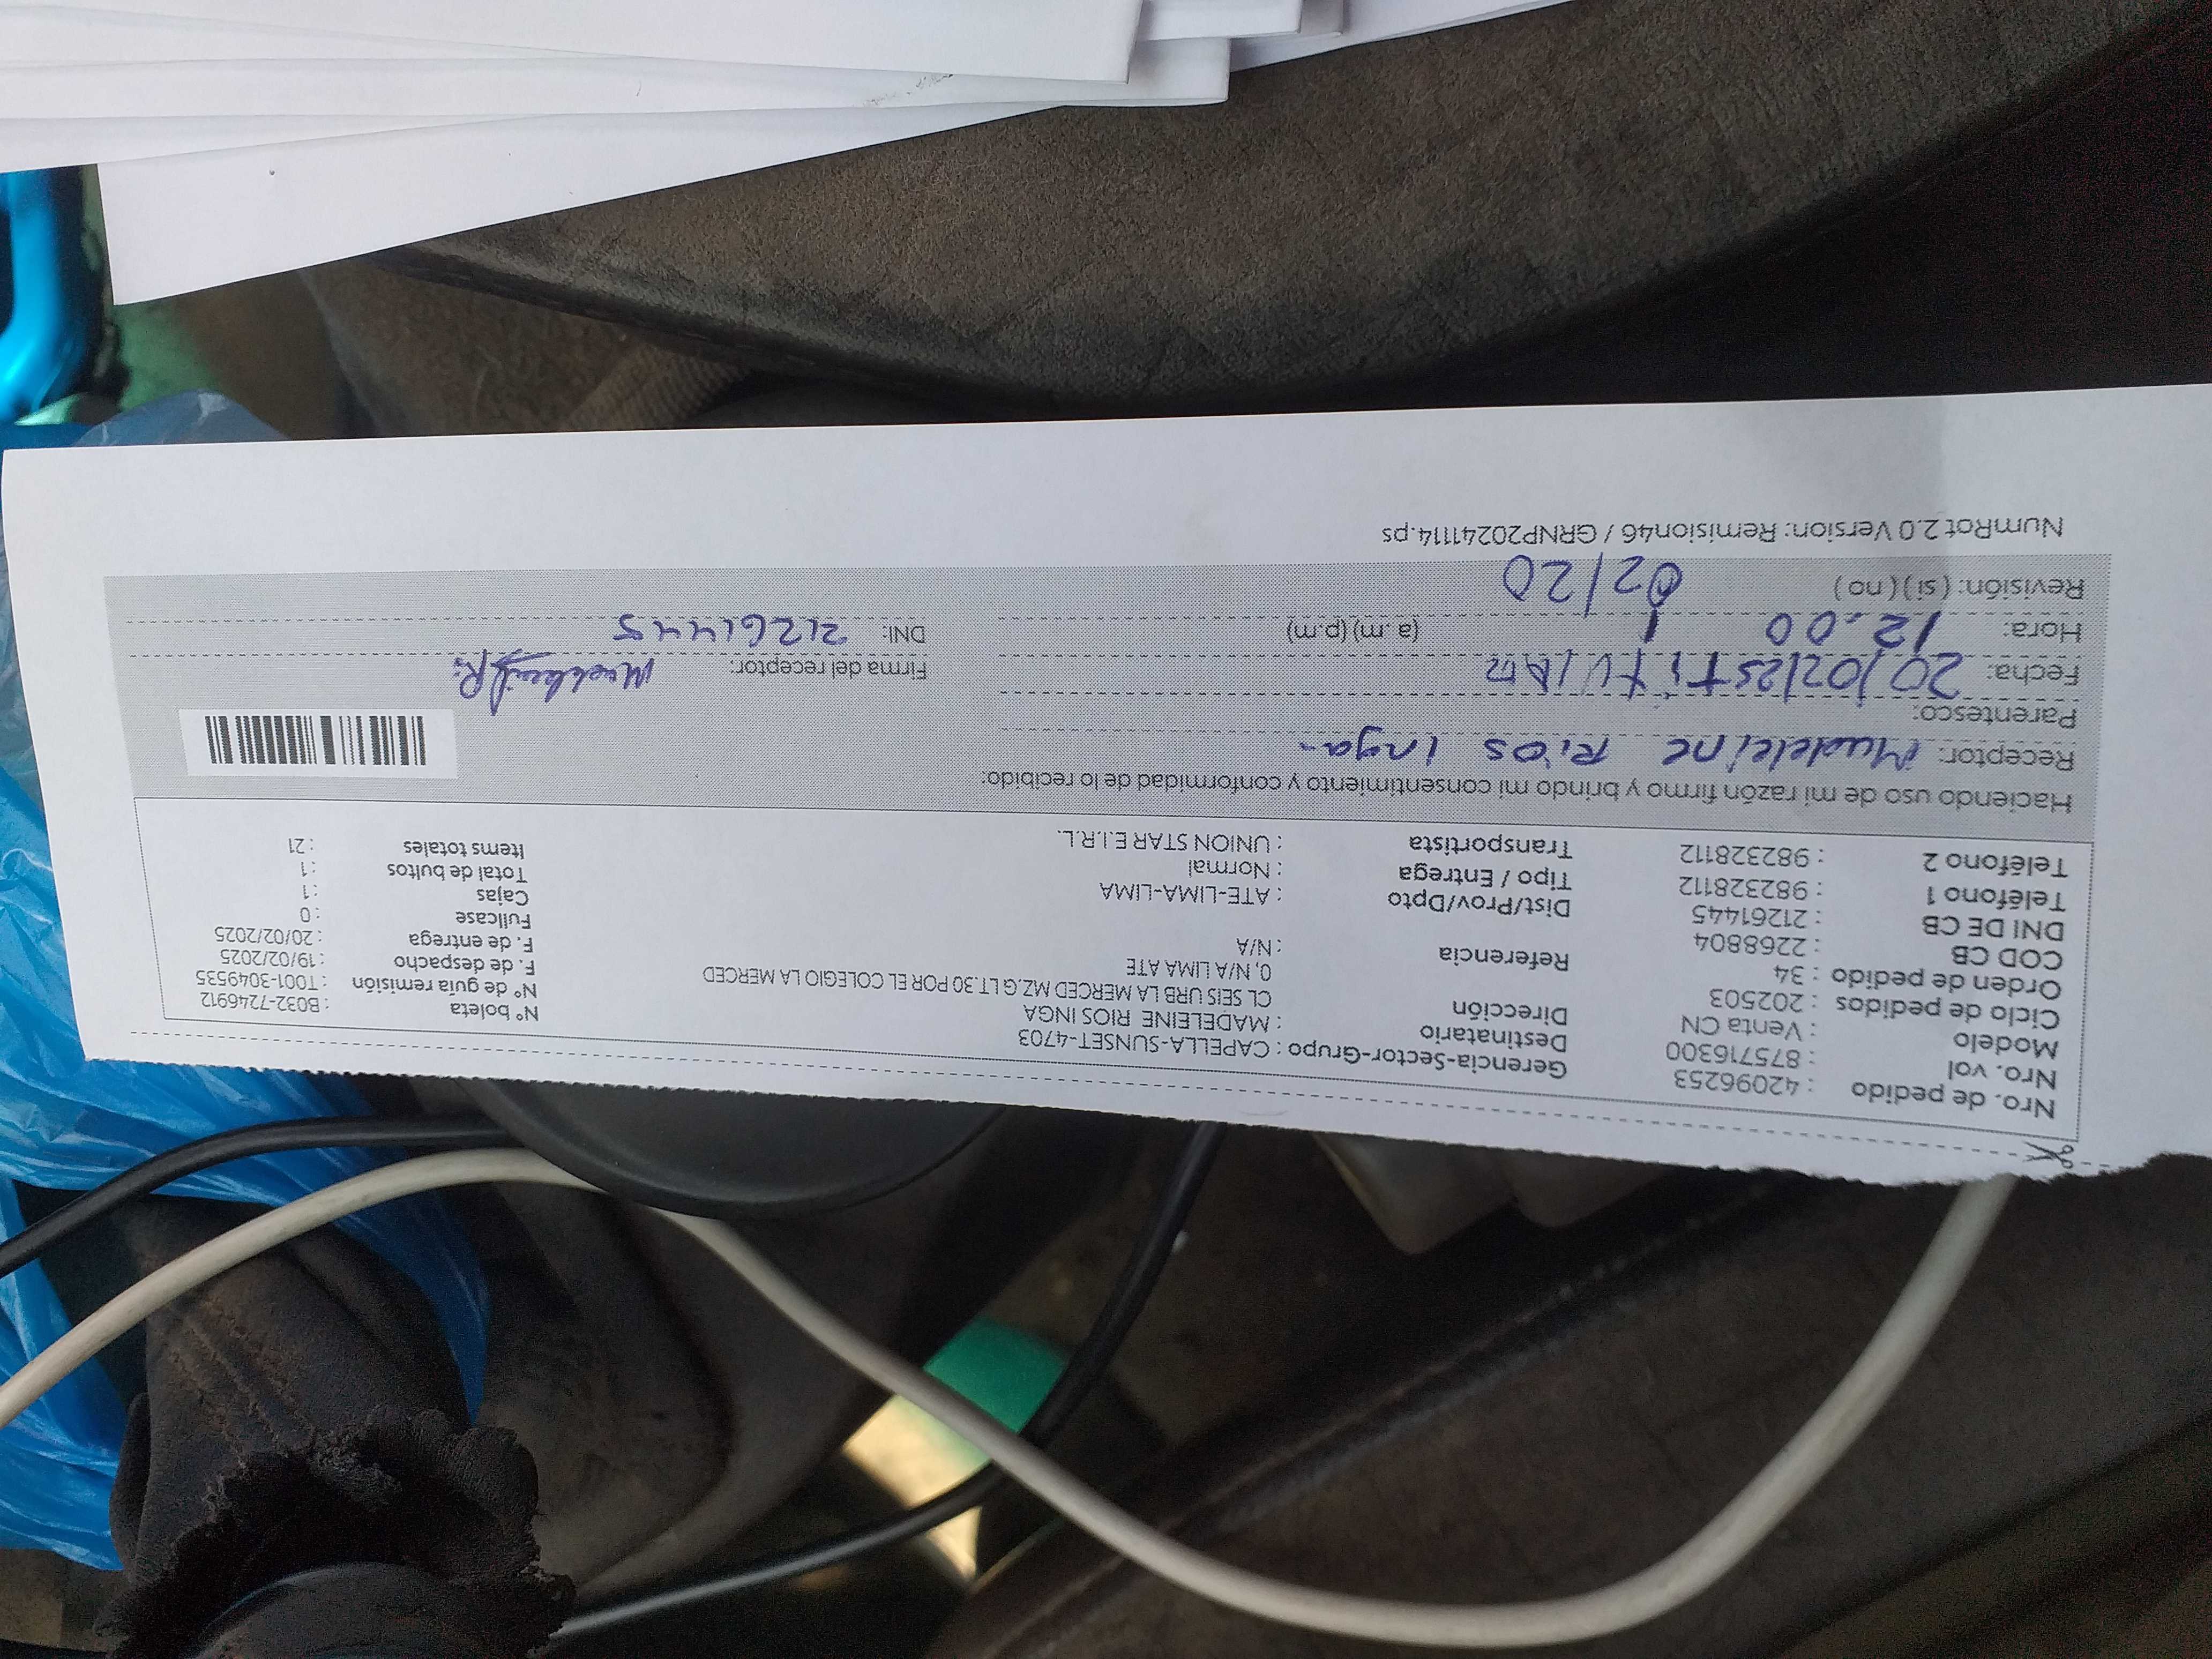 Nro. de pedido : 42096253
Nro. vol : 875716300
Modelo : Venta CN
Ciclo de pedidos : 202503
Orden de pedido : 34
COD CB : 2268804
DNI DE CB : 21261445
Teléfono 1 : 982328112
Teléfono 2 : 982328112
Gerencia-Sector-Grupo : CAPELLA-SUNSET-4703
Destinatario : MADELEINE RIOS INGA
Dirección CL SEIS URB LA MERCED MZ.G LT.30 POR EL COLEGIO LA MERCED
0, N/A LIMA ATE
Referencia : N/A
Dist/Prov/Dpto : ATE-LIMA-LIMA
Tipo / Entrega : Normal
Transportista : UNION STAR E.I.R.L.
N° boleta : B032-7246912
N° de guía remisión : T001-3049535
F. de despacho : 19/02/2025
F. de entrega : 20/02/2025
Fullcase : 0
Cajas : 1
Total de bultos : 1
Items totales : 21
Haciendo uso de mi razón firmo y brindo mi consentimiento y conformidad de lo recibido:
Receptor: Madeleine Rios Inga
Parentesco:
Fecha: 20/02/25
Hora: 12.00 (a.m) (p.m)
Revisión: ( si ) ( no ) 02/20
Firma del receptor:
DNI: 21261445
NumRot 2.0 Version: Remision46 / GRNP20241114.ps